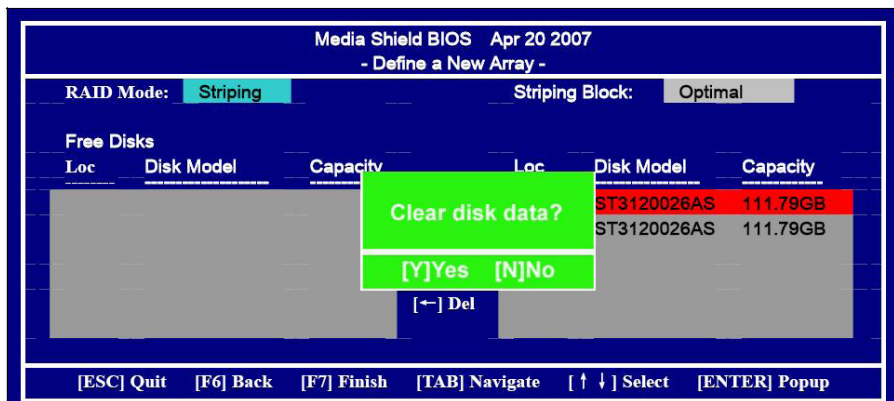 Media Shield BIOS Apr 20 2007
- Define a New Array -
RAID Mode: Striping Striping Block: Optimal
Free Disks
Loc Disk Model Capacity Loc Disk Model Capacity
ST3120026AS 111.79GB
ST3120026AS 111.79GB
Clear disk data?
[Y]Yes [N]No
[←] Del
[ESC] Quit [F6] Back [F7] Finish [TAB] Navigate [↑↓] Select [ENTER] Popup